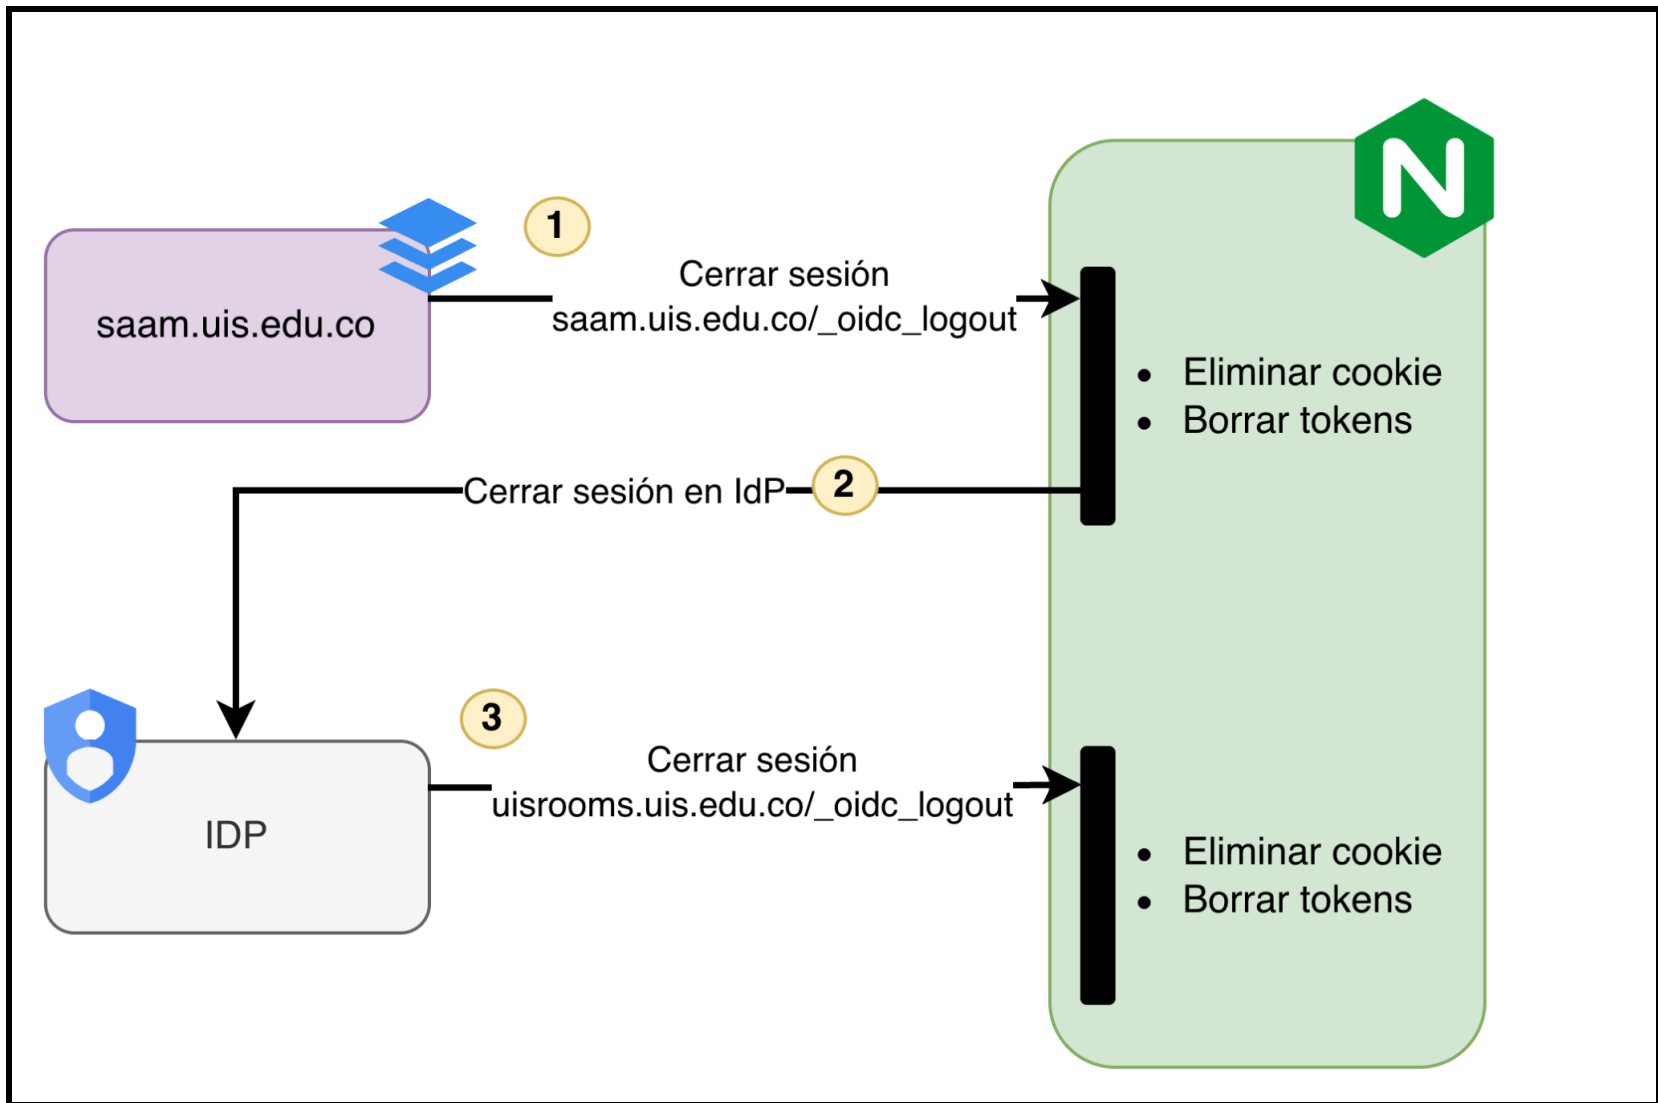 1
Cerrar sesión
saam.uis.edu.co/_oidc_logout
saam.uis.edu.co
• Eliminar cookie
• Borrar tokens
Cerrar sesión en IdP
2
3
Cerrar sesión
uisrooms.uis.edu.co/_oidc_logout
IDP
• Eliminar cookie
• Borrar tokens
N